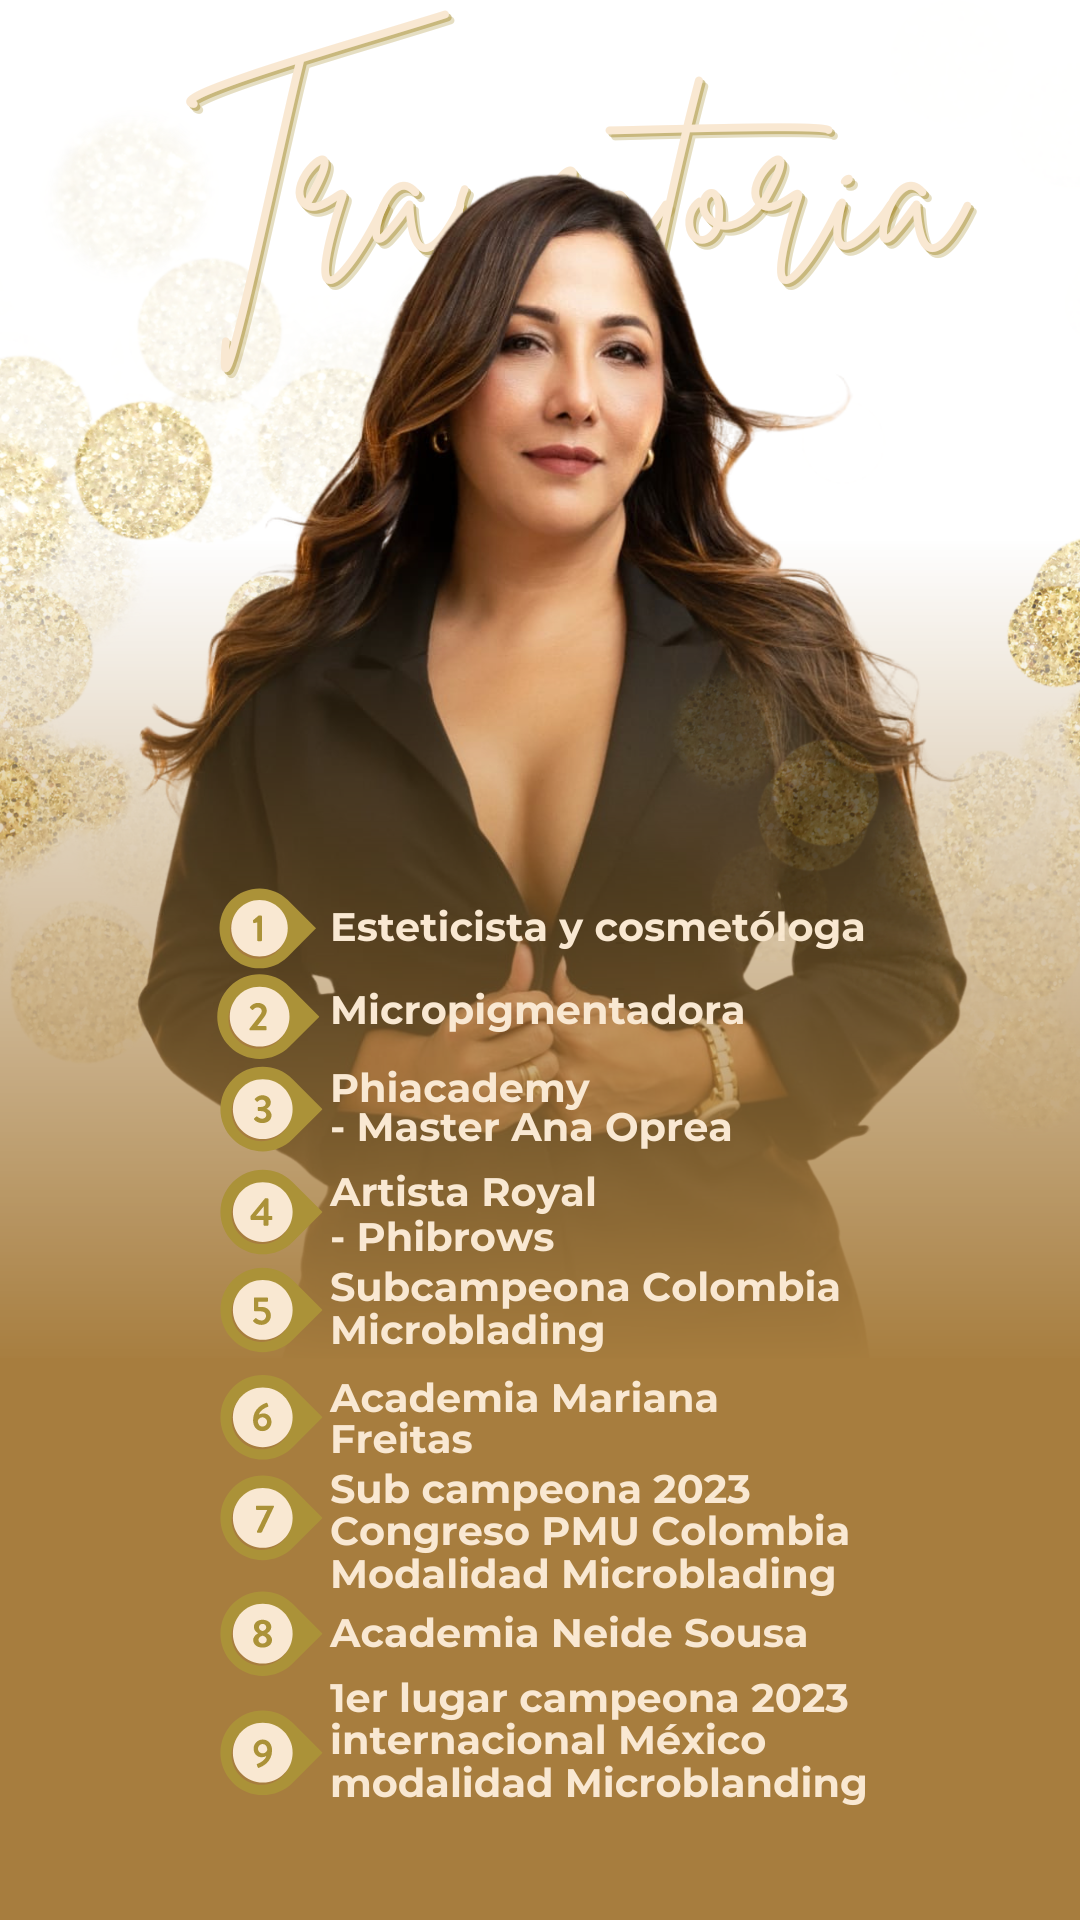 Trayectoria
1 Esteticista y cosmetóloga
2 Micropigmentadora
3 Phiacademy
- Master Ana Oprea
4 Artista Royal
- Phibrows
5 Subcampeona Colombia
Microblading
6 Academia Mariana
Freitas
7 Sub campeona 2023
Congreso PMU Colombia
Modalidad Microblading
8 Academia Neide Sousa
9 1er lugar campeona 2023
internacional México
modalidad Microblanding